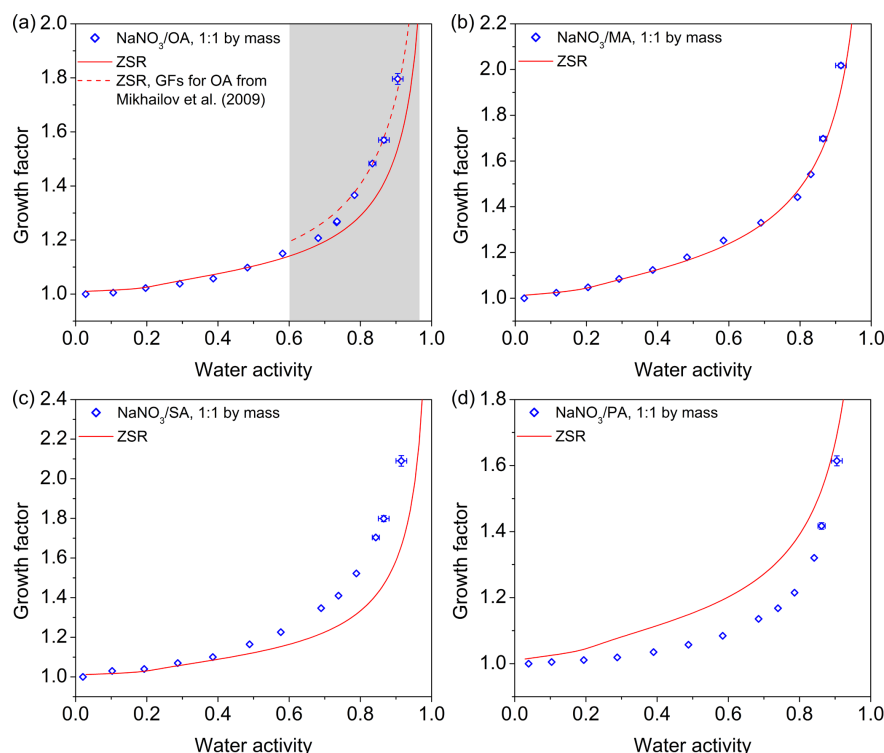 (a)
2.0
1.8
1.6
1.4
1.2
1.0
0.0 0.2 0.4 0.6 0.8 1.0
Growth factor
Water activity
NaNO3/OA, 1:1 by mass
ZSR
ZSR, GFs for OA from
Mikhailov et al. (2009)
(b)
2.2
2.0
1.8
1.6
1.4
1.2
1.0
0.0 0.2 0.4 0.6 0.8 1.0
Growth factor
Water activity
NaNO3/MA, 1:1 by mass
ZSR
(c)
2.4
2.2
2.0
1.8
1.6
1.4
1.2
1.0
0.0 0.2 0.4 0.6 0.8 1.0
Growth factor
Water activity
NaNO3/SA, 1:1 by mass
ZSR
(d)
1.8
1.6
1.4
1.2
1.0
0.0 0.2 0.4 0.6 0.8 1.0
Growth factor
Water activity
NaNO3/PA, 1:1 by mass
ZSR